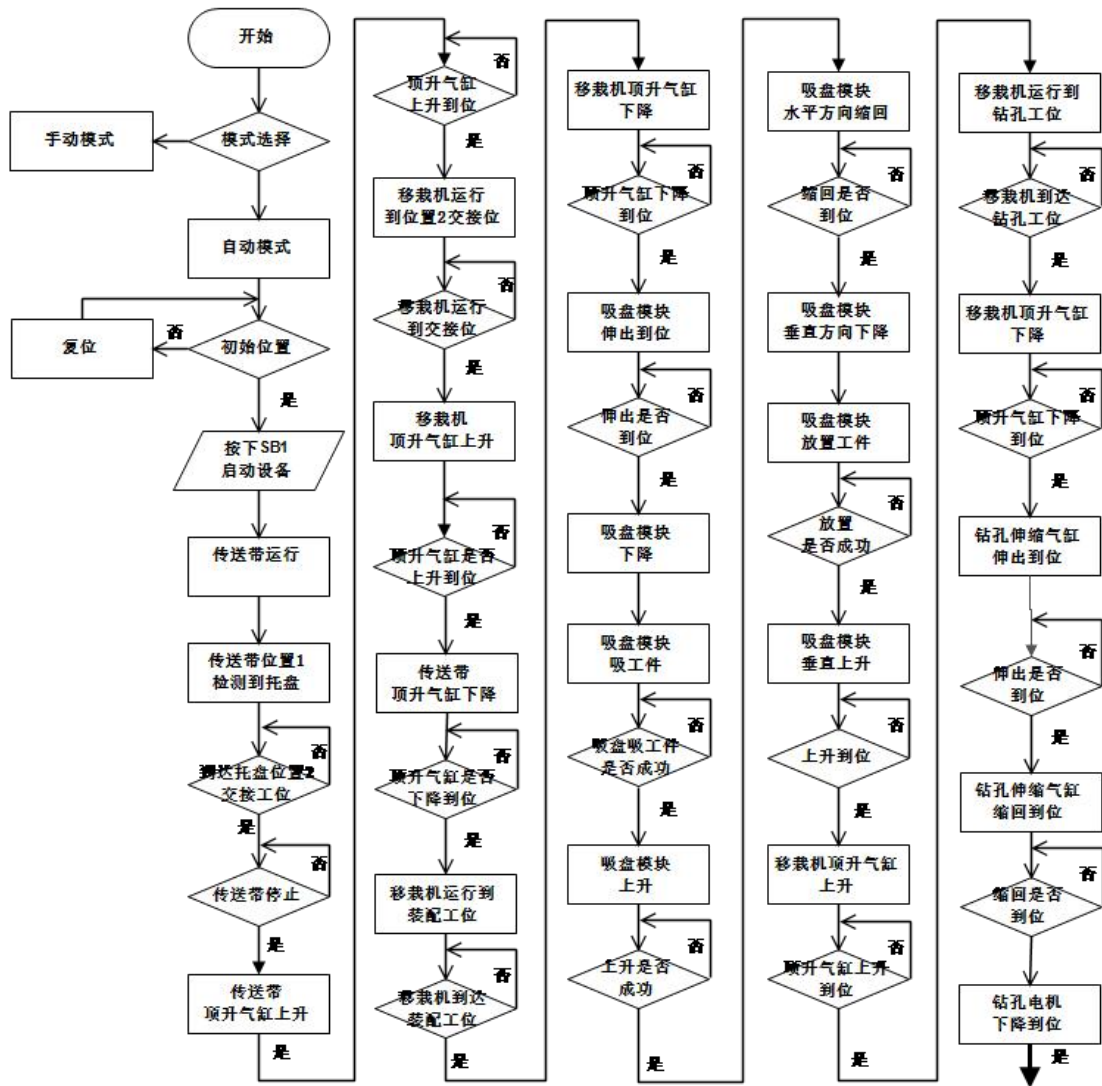 开始
模式选择
手动模式
自动模式
初始位置
否
复位
是
按下SB1
启动设备
传送带运行
传送带位置1
检测到托盘
否
到达托盘位置2
交接工位
是
否
传送带停止
是
传送带
顶升气缸上升
是
否
顶升气缸
上升到位
是
移栽机运行
到位置2交接位
否
移栽机运行
到交接位
是
移栽机
顶升气缸上升
否
顶升气缸是否
上升到位
是
传送带
顶升气缸下降
否
顶升气缸是否
下降到位
是
移栽机运行到
装配工位
否
移栽机到达
装配工位
是
移栽机顶升气缸
下降
否
顶升气缸下降
到位
是
吸盘模块
伸出到位
否
伸出是否
到位
是
吸盘模块
下降
吸盘模块
吸工件
否
吸盘吸工件
是否成功
是
吸盘模块
上升
否
上升是否
成功
是
吸盘模块
水平方向缩回
否
缩回是否
到位
是
吸盘模块
垂直方向下降
吸盘模块
放置工件
否
放置
是否成功
是
吸盘模块
垂直上升
否
上升到位
是
移栽机顶升气缸
上升
否
顶升气缸上升
到位
是
移栽机运行到
钻孔工位
否
移栽机到达
钻孔工位
是
移栽机顶升气缸
下降
否
顶升气缸下降
到位
是
钻孔伸缩气缸
伸出到位
否
伸出是否
到位
是
钻孔伸缩气缸
缩回到位
否
缩回是否
到位
是
钻孔电机
下降到位
是